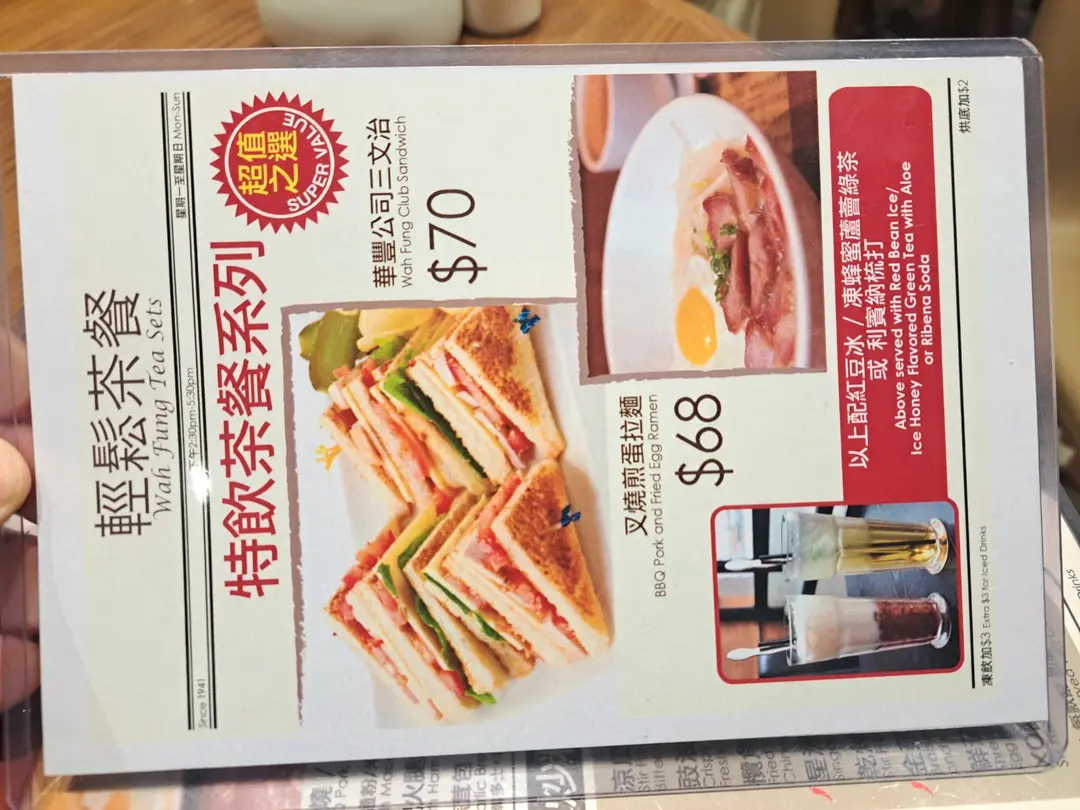 輕鬆茶餐
Wah Fung Tea Sets
Since 1941
下午2:30pm-5:30pm
星期一至星期日 Mon-Sun
特飲茶餐系列
超值
之選
SUPER VALUE
華豐公司三文治
Wah Fung Club Sandwich
$70
叉燒煎蛋拉麵
BBQ Pork and Fried Egg Ramen
$68
以上配紅豆冰 / 凍蜂蜜蘆薈綠茶
或 利賓納梳打
Above served with Red Bean Ice/
Ice Honey Flavored Green Tea with Aloe
or Ribena Soda
凍飲加$3 Extra $3 for Iced Drinks
烘底加$2